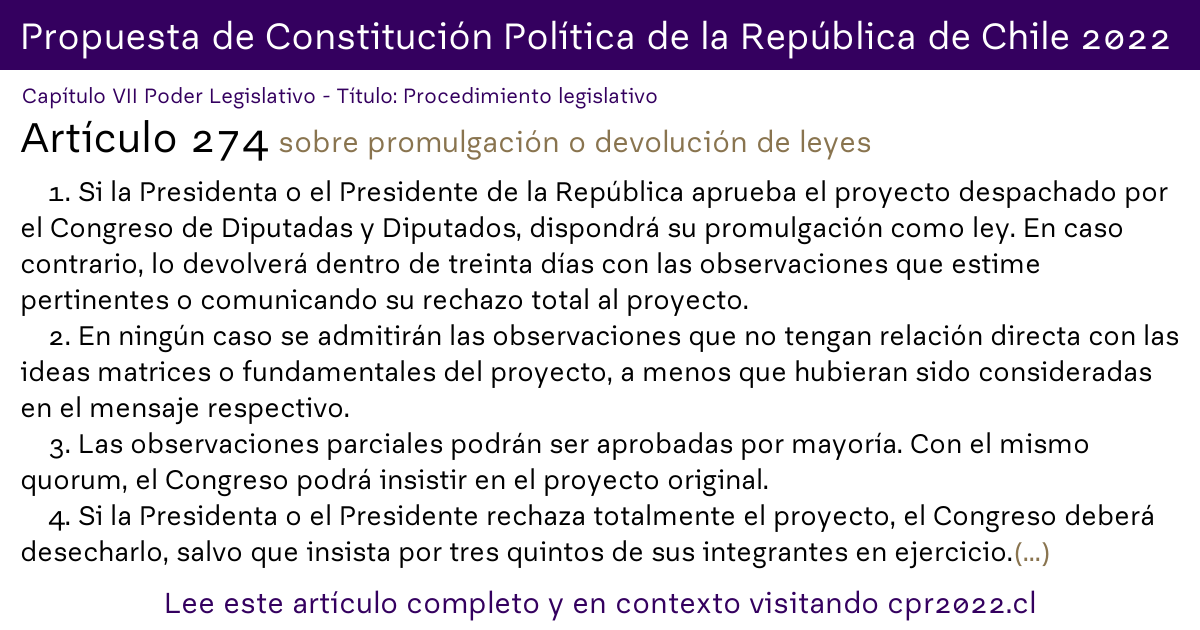 Propuesta de Constitución Política de la República de Chile 2022
Capítulo VII Poder Legislativo - Título: Procedimiento legislativo
Artículo 274 sobre promulgación o devolución de leyes
1. Si la Presidenta o el Presidente de la República aprueba el proyecto despachado por
el Congreso de Diputadas y Diputados, dispondrá su promulgación como ley. En caso
contrario, lo devolverá dentro de treinta días con las observaciones que estime
pertinentes o comunicando su rechazo total al proyecto.
2. En ningún caso se admitirán las observaciones que no tengan relación directa con las
ideas matrices o fundamentales del proyecto, a menos que hubieran sido consideradas
en el mensaje respectivo.
3. Las observaciones parciales podrán ser aprobadas por mayoría. Con el mismo
quorum, el Congreso podrá insistir en el proyecto original.
4. Si la Presidenta o el Presidente rechaza totalmente el proyecto, el Congreso deberá
desecharlo, salvo que insista por tres quintos de sus integrantes en ejercicio.(...)
Lee este artículo completo y en contexto visitando cpr2022.cl